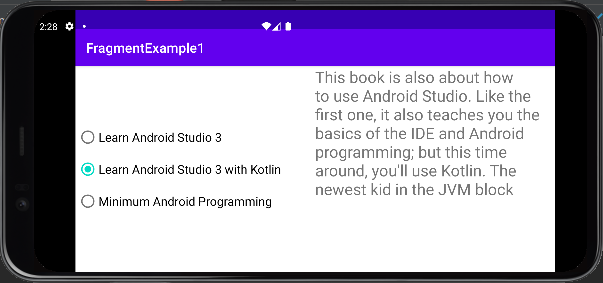 2:28
FragmentExample1
Learn Android Studio 3
Learn Android Studio 3 with Kotlin
Minimum Android Programming
This book is also about how
to use Android Studio. Like the
first one, it also teaches you the
basics of the IDE and Android
programming; but this time
around, you'll use Kotlin. The
newest kid in the JVM block